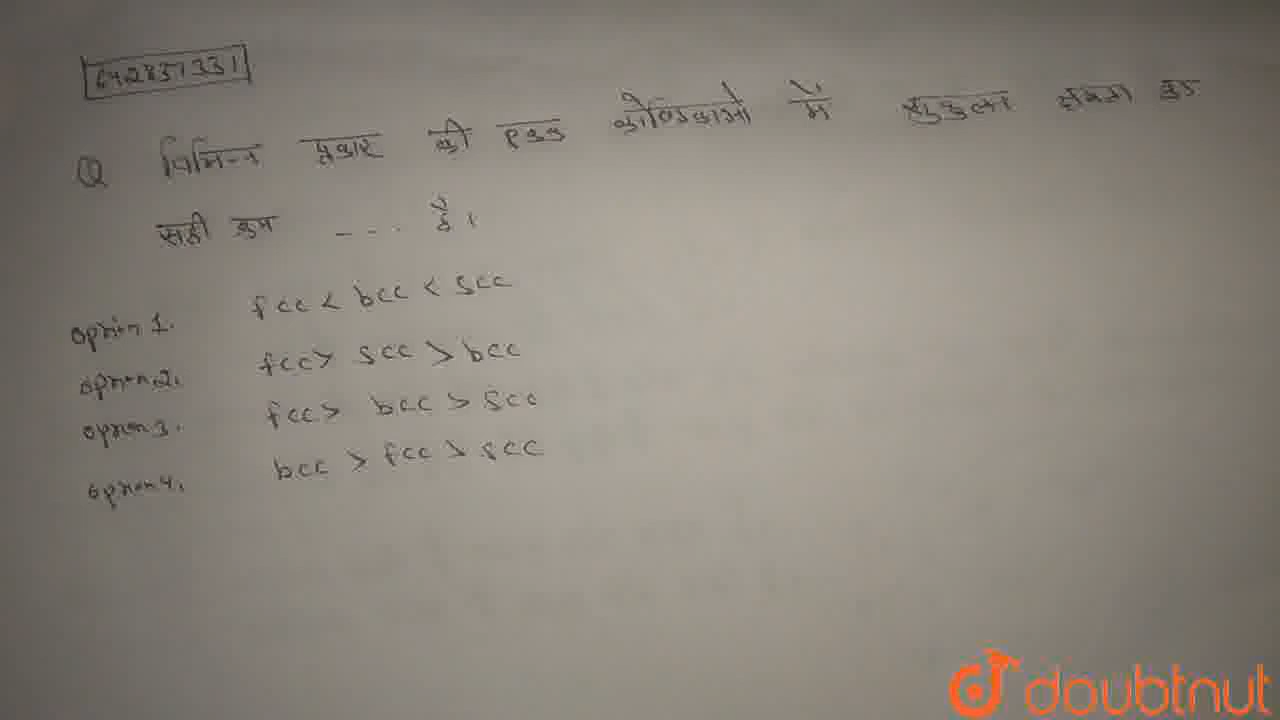 642837331
Q विभिन्न प्रकार की एकक कोष्ठिकाओं में संकुलन क्षमता का
सही क्रम --- है।
option 1. fcc < bcc < scc
option 2. fcc > scc > bcc
option 3. fcc > bcc > scc
option 4. bcc > fcc > scc
doubtnut